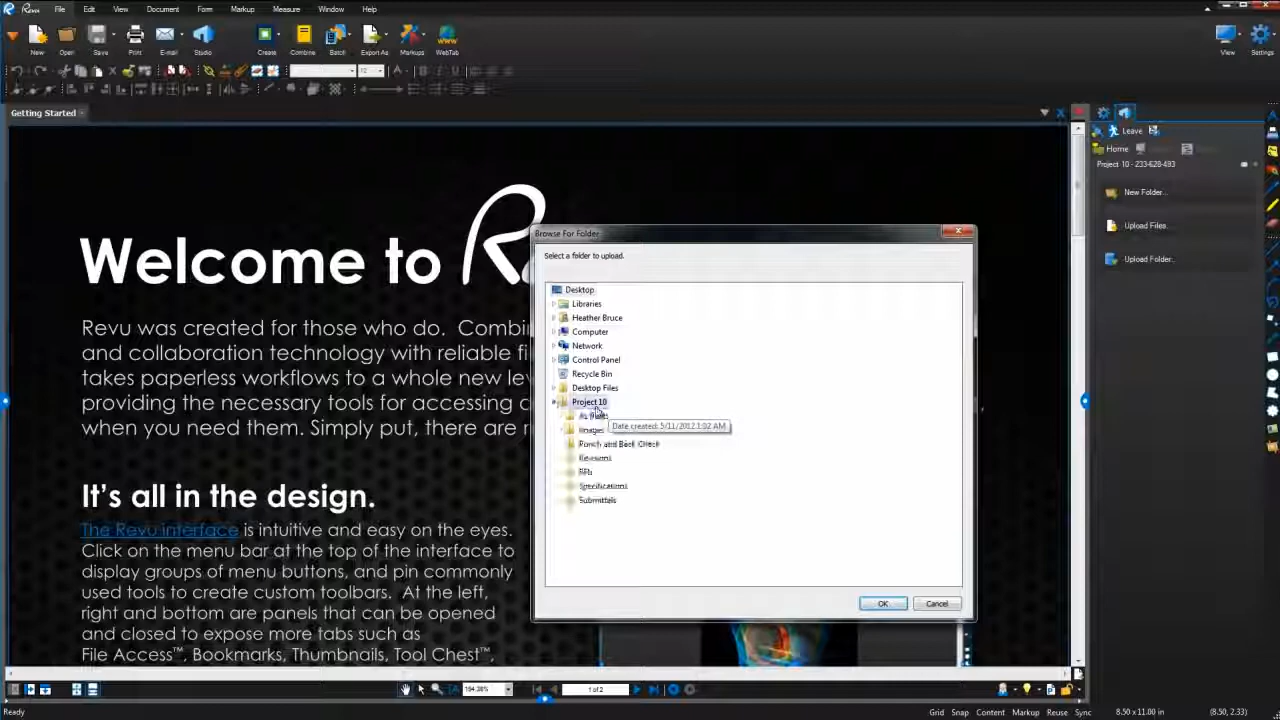 Revu File Edit View Document Form Markup Measure Window Help
New Open Save Print E-mail Studio Create Combine Batch Export As Markups WebTab View Settings
Getting Started
Leave
Home
Project 10 - 233-628-493
New Folder...
Upload Files...
Upload Folder...
Welcome to
Revu was created for those who do. Combi
and collaboration technology with reliable fi
takes paperless workflows to a whole new lev
providing the necessary tools for accessing
when you need them. Simply put, there are
It's all in the design.
The Revu interface is intuitive and easy on the eyes.
Click on the menu bar at the top of the interface to
display groups of menu buttons, and pin commonly
used tools to create custom toolbars. At the left,
right and bottom are panels that can be opened
and closed to expose more tabs such as
File Access™, Bookmarks, Thumbnails, Tool Chest™,
Browse For Folder
Select a folder to upload.
Desktop
Libraries
Heather Bruce
Computer
Network
Control Panel
Recycle Bin
Desktop Files
Project 10
Date created: 5/11/2012 1:02 AM
Images
Punch and Back Check
RFIs
Specifications
Submittals
OK Cancel
184.38% 1 of 2
Ready Grid Snap Content Markup Reuse Sync 8.50 x 11.00 in (8.50, 2.33)